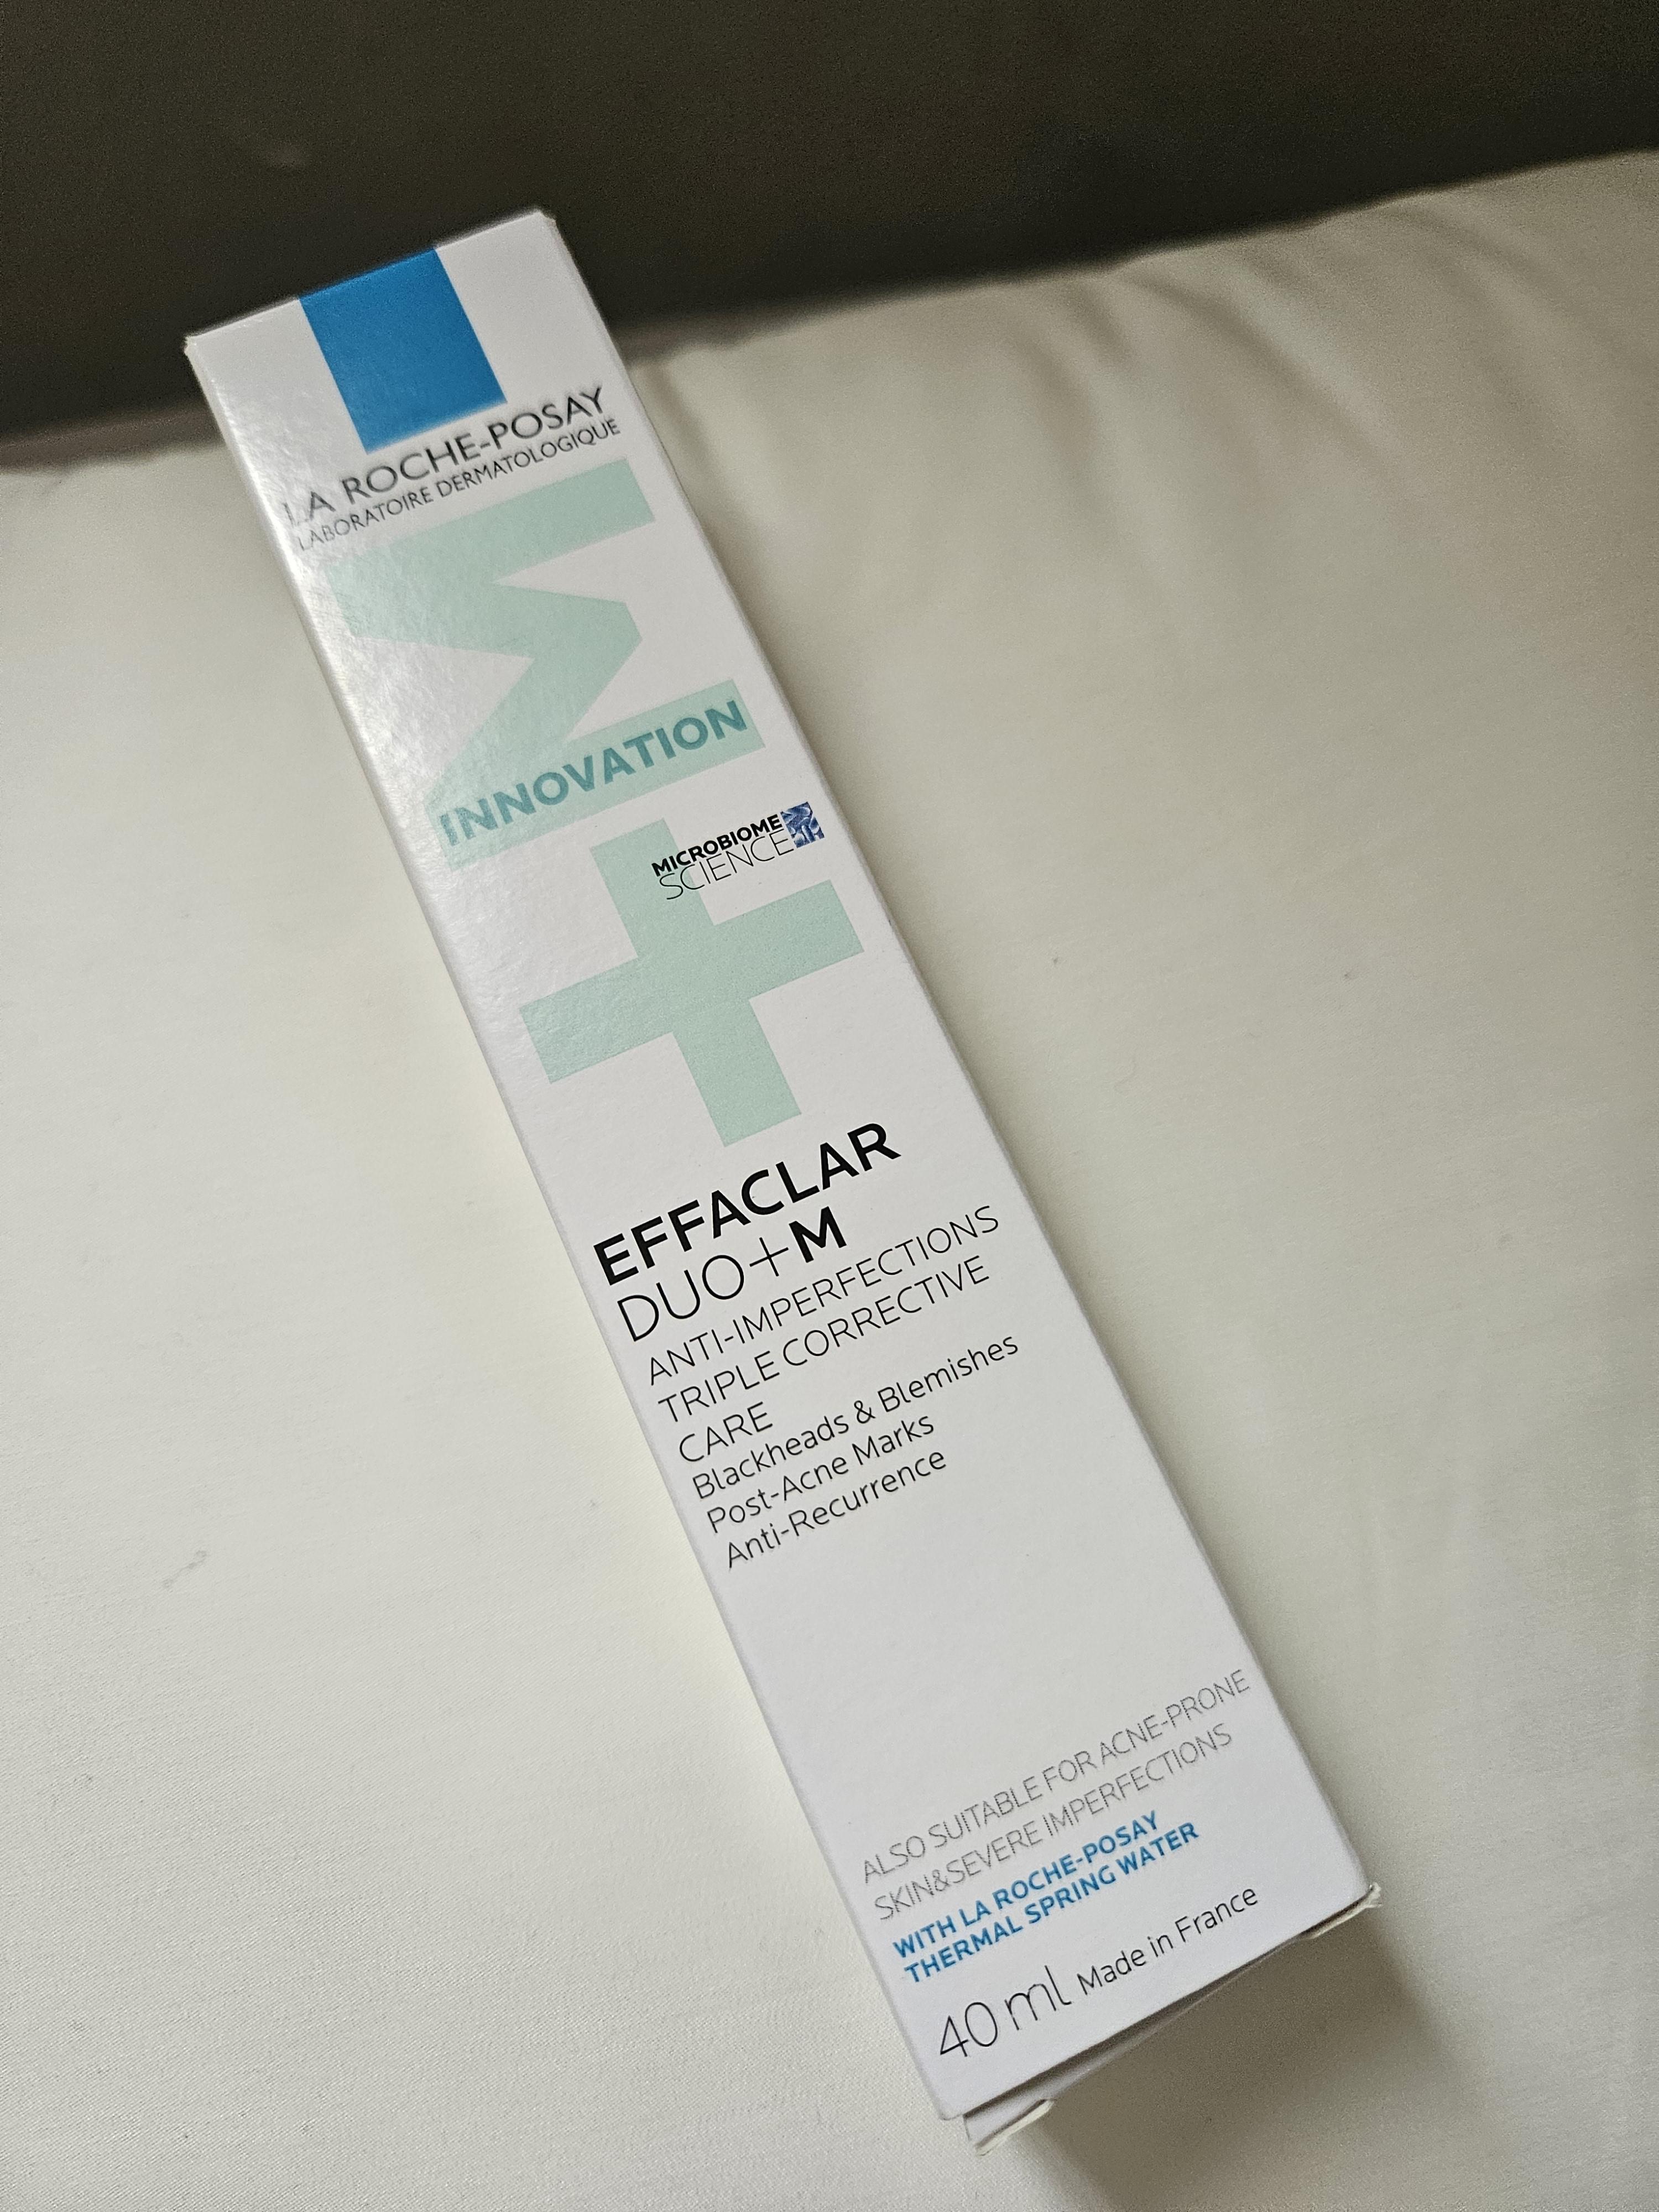 LA ROCHE-POSAY
LABORATOIRE DERMATOLOGIQUE
M
INNOVATION
MICROBIOME
SCIENCE
+
EFFACLAR
DUO+M
ANTI-IMPERFECTIONS
TRIPLE CORRECTIVE
CARE
Blackheads & Blemishes
Post-Acne Marks
Anti-Recurrence
ALSO SUITABLE FOR ACNE-PRONE
SKIN&SEVERE IMPERFECTIONS
WITH LA ROCHE-POSAY
THERMAL SPRING WATER
40 ml Made in France